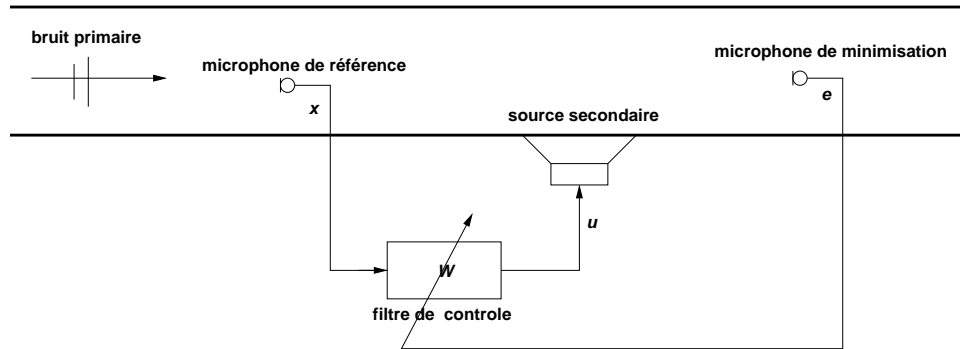 bruit primaire
microphone de référence
microphone de minimisation
x
e
source secondaire
u
W
filtre de controle